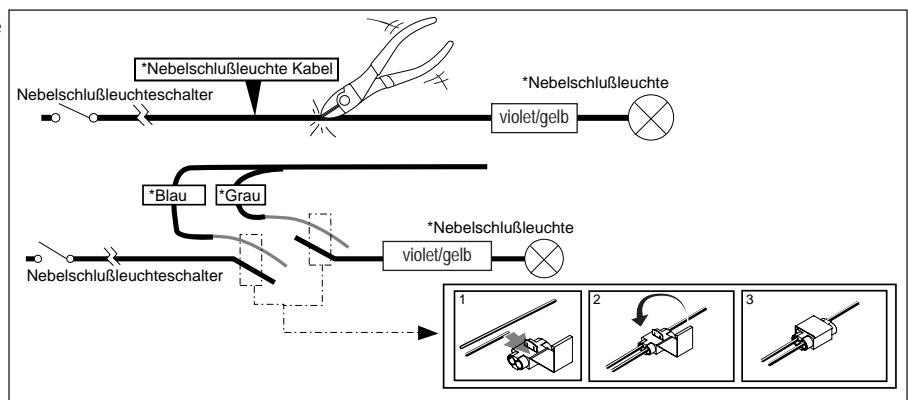 e
*Nebelschlußleuchte Kabel
*Nebelschlußleuchte
Nebelschlußleuchteschalter
violet/gelb
*Blau
*Grau
*Nebelschlußleuchte
violet/gelb
Nebelschlußleuchteschalter
1
2
3